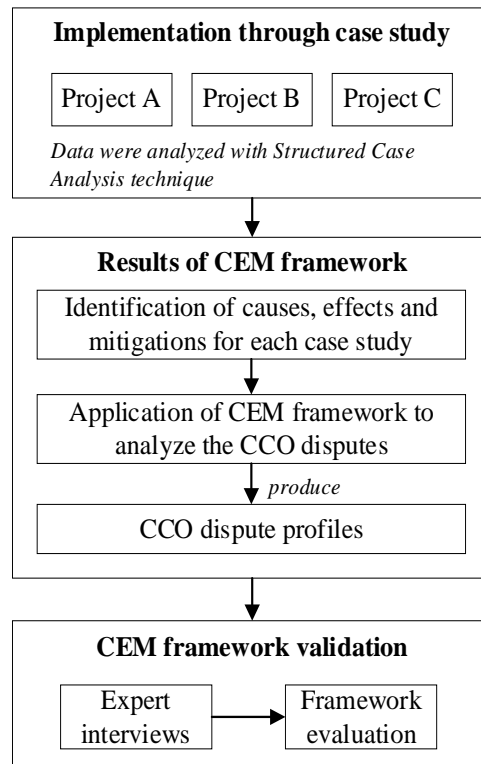 Implementation through case study
Project A
Project B
Project C
Data were analyzed with Structured Case
Analysis technique
Results of CEM framework
Identification of causes, effects and
mitigations for each case study
Application of CEM framework to
analyze the CCO disputes
produce
CCO dispute profiles
CEM framework validation
Expert
interviews
Framework
evaluation